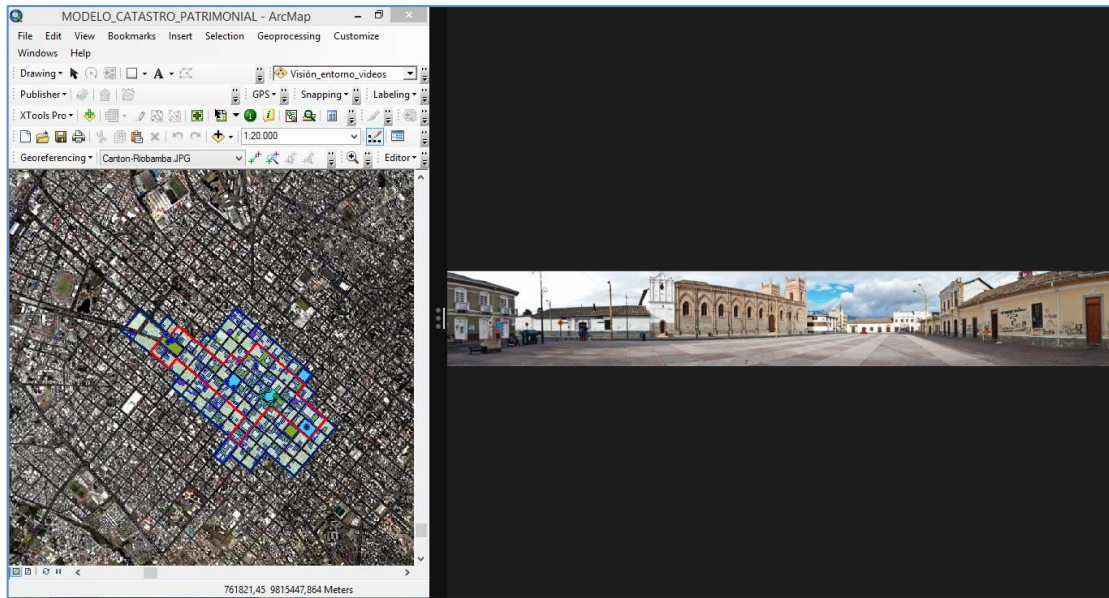 MODELO_CATASTRO_PATRIMONIAL - ArcMap
File Edit View Bookmarks Insert Selection Geoprocessing Customize
Windows Help
Drawing A Visión_entorno_videos
Publisher GPS Snapping Labeling
XTools Pro
1:20.000
Georeferencing Canton-Riobamba.JPG Editor
761821,45 9815447,864 Meters